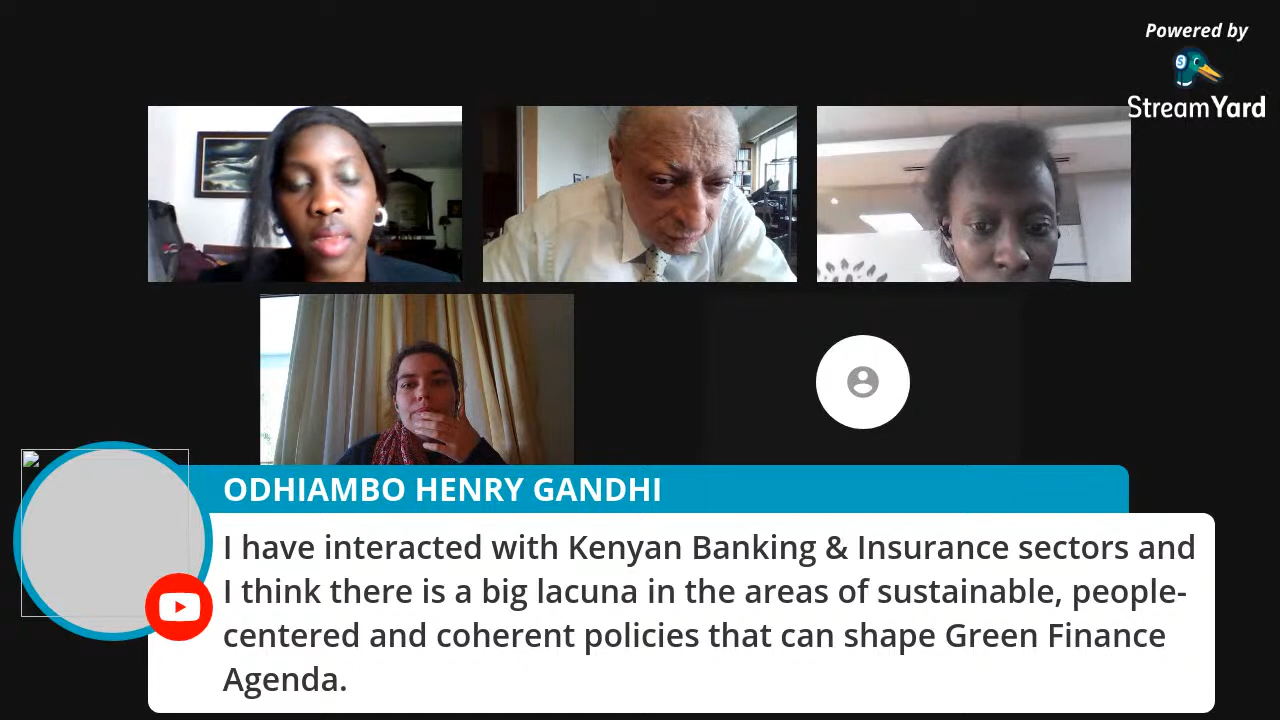 Powered by
StreamYard
ODHIAMBO HENRY GANDHI
I have interacted with Kenyan Banking & Insurance sectors and
I think there is a big lacuna in the areas of sustainable, people-
centered and coherent policies that can shape Green Finance
Agenda.